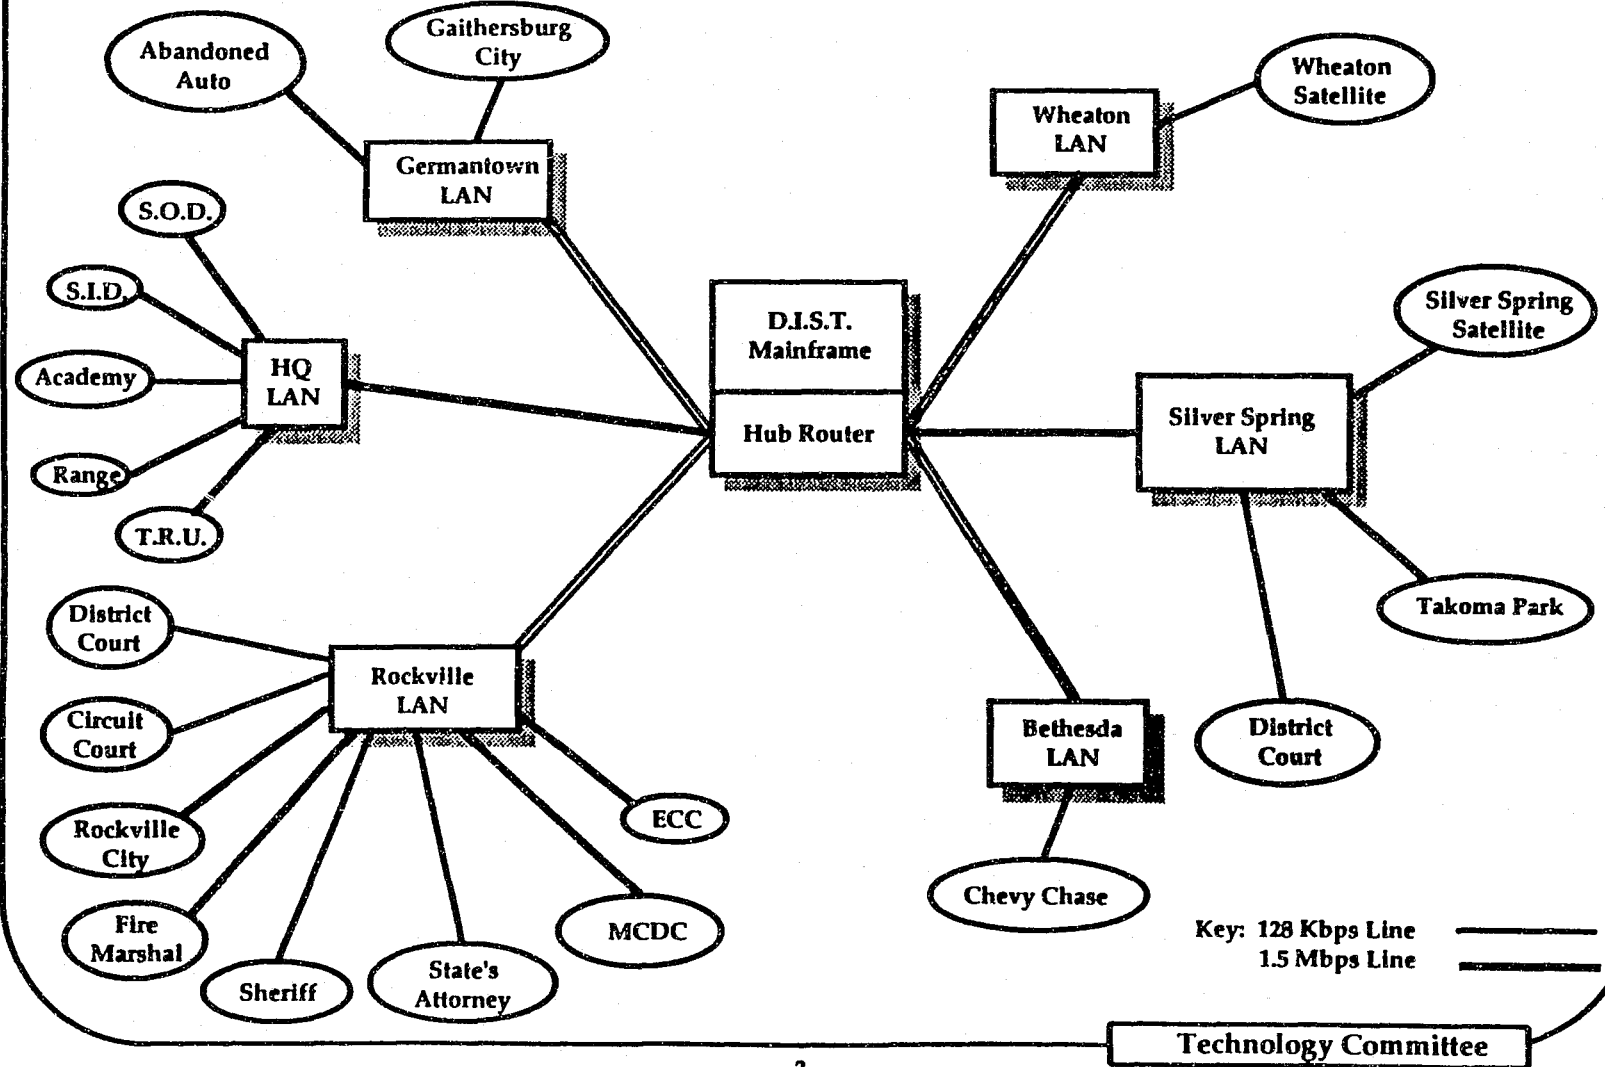 Abandoned
Auto
Gaithersburg
City
Wheaton
Satellite
Wheaton
LAN
Germantown
LAN
S.O.D.
S.I.D.
Academy
Range
T.R.U.
HQ
LAN
D.I.S.T.
Mainframe
Hub Router
Silver Spring
Satellite
Silver Spring
LAN
Takoma Park
District
Court
District
Court
Circuit
Court
Rockville
City
Fire
Marshal
Sheriff
State's
Attorney
MCDC
ECC
Rockville
LAN
Bethesda
LAN
Chevy Chase
Key: 128 Kbps Line
1.5 Mbps Line
Technology Committee